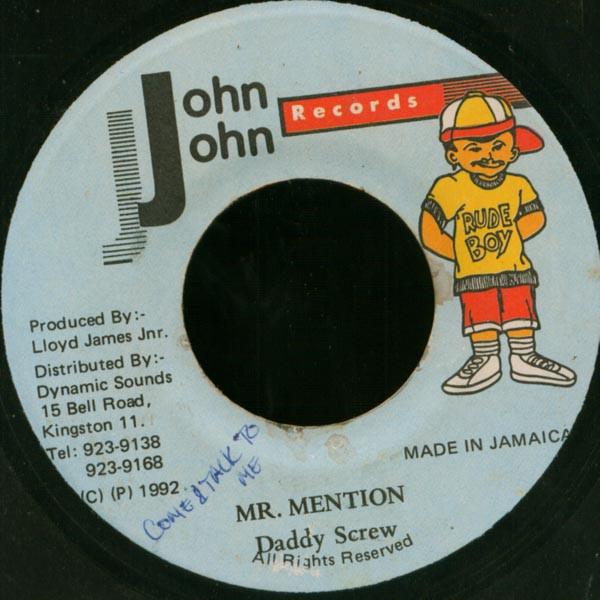 John
John
Records
RUDE
BOY
Produced By:-
Lloyd James Jnr.
Distributed By:-
Dynamic Sounds
15 Bell Road,
Kingston 11.
Tel: 923-9138
923-9168
(C) (P) 1992
COME & TALK TO
ME
MADE IN JAMAICA
MR. MENTION
Daddy Screw
All Rights Reserved